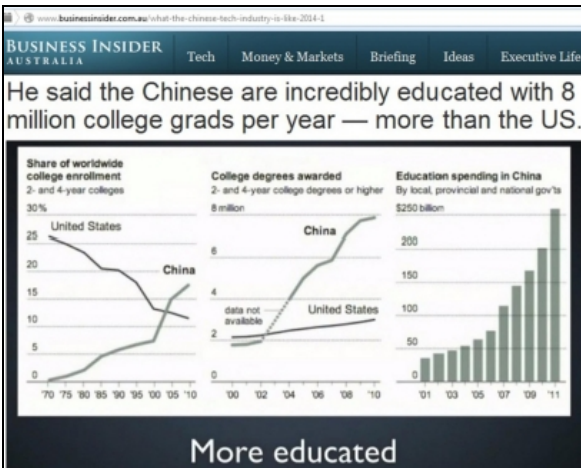 www.businessinsider.com.au/what-the-chinese-tech-industry-is-like-2014-1
BUSINESS INSIDER
AUSTRALIA
Tech Money & Markets Briefing Ideas Executive Life
He said the Chinese are incredibly educated with 8
million college grads per year — more than the US.
Share of worldwide
college enrollment
2- and 4-year colleges
30%
United States
25
20
China
15
10
5
0
'70 '75 '80 '85 '90 '95 '00 '05 '10
College degrees awarded
2- and 4-year college degrees or higher
8 million
China
6
4
data not
available
United States
2
0
'00 '02 '04 '06 '08 '10
Education spending in China
By local, provincial and national gov'ts
$250 billion
200
150
100
50
0
'01 '03 '05 '07 '09 '11
More educated